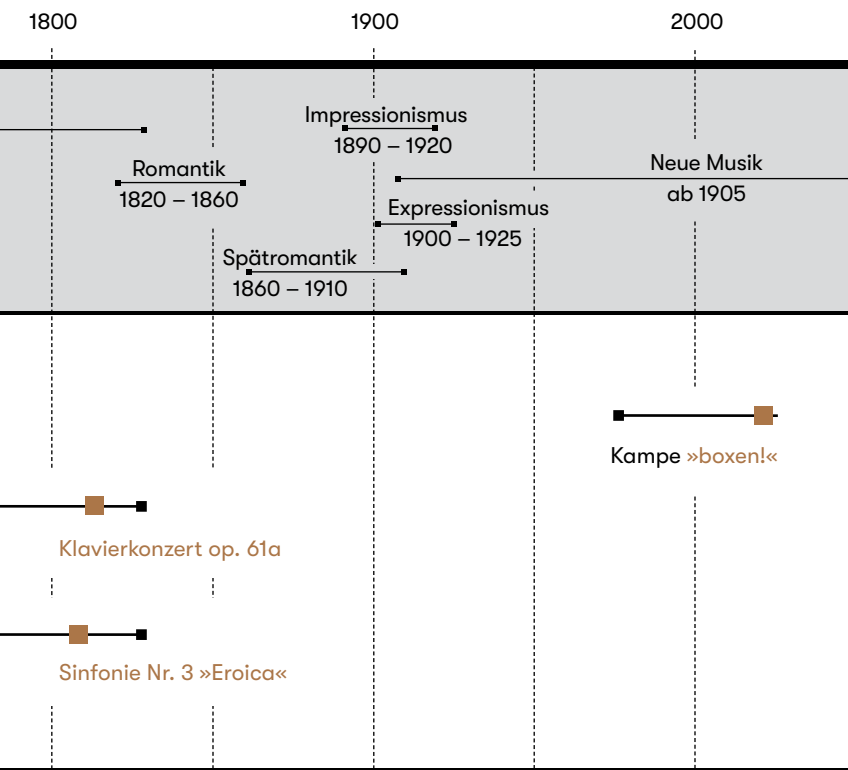 1800
1900
2000
Impressionismus
1890 – 1920
Romantik
1820 – 1860
Neue Musik
ab 1905
Expressionismus
1900 – 1925
Spätromantik
1860 – 1910
Kampe »boxen!«
Klavierkonzert op. 61a
Sinfonie Nr. 3 »Eroica«